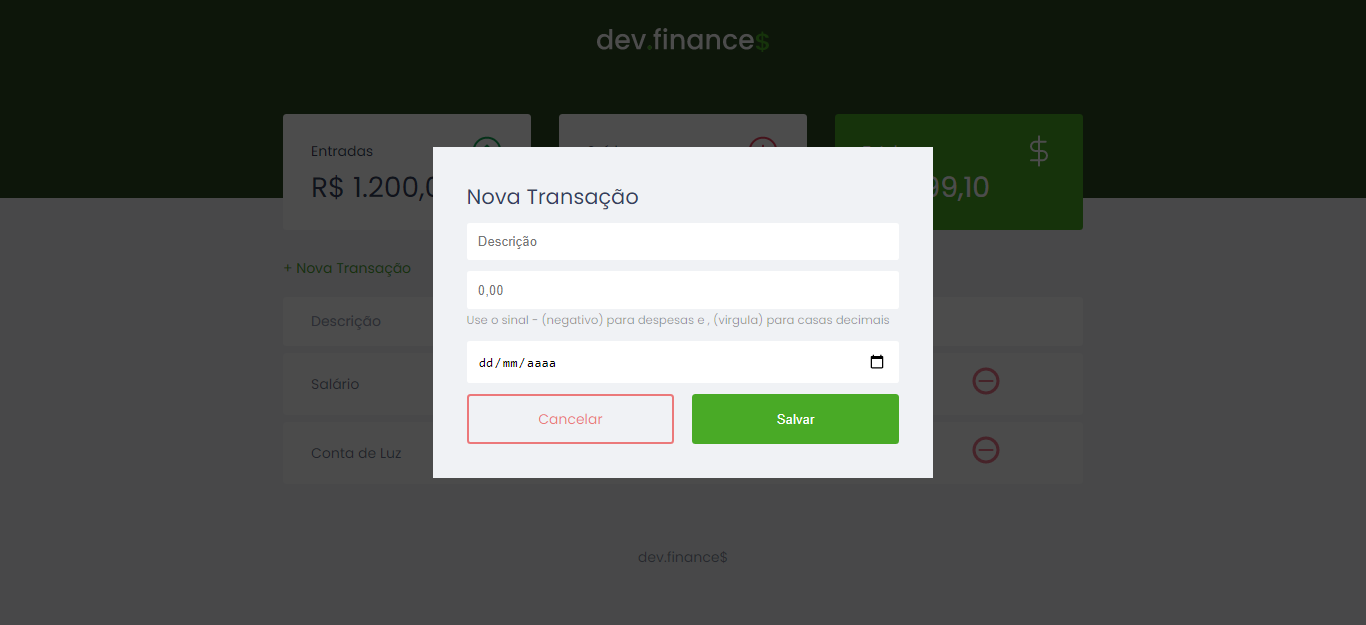 dev.finance$
Entradas
R$ 1.200,0
99,10
Nova Transação
Descrição
0,00
Use o sinal - (negativo) para despesas e , (virgula) para casas decimais
dd/mm/aaaa
Cancelar
Salvar
+ Nova Transação
Descrição
Salário
Conta de Luz
dev.finance$